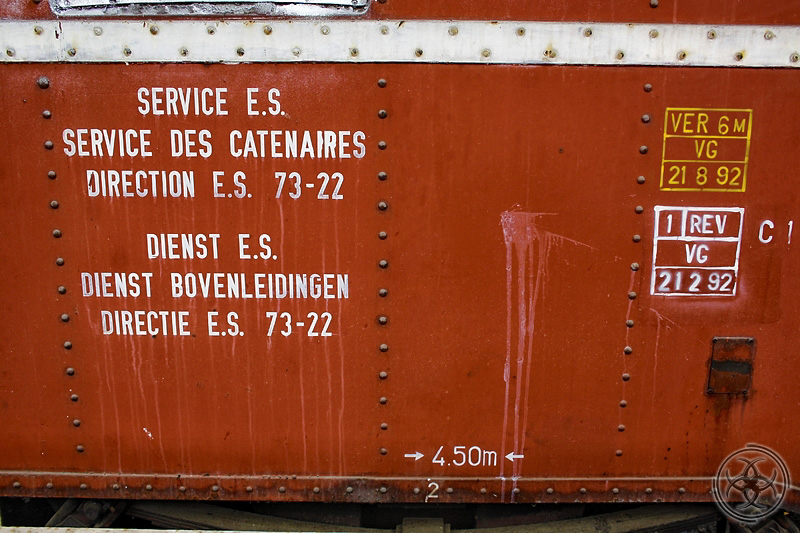 SERVICE E.S.
SERVICE DES CATENAIRES
DIRECTION E.S. 73-22
DIENST E.S.
DIENST BOVENLEIDINGEN
DIRECTIE E.S. 73-22
VER 6M
VG
21 8 92
1 REV
VG
21 2 92
C 1
→ 4.50m ←
2